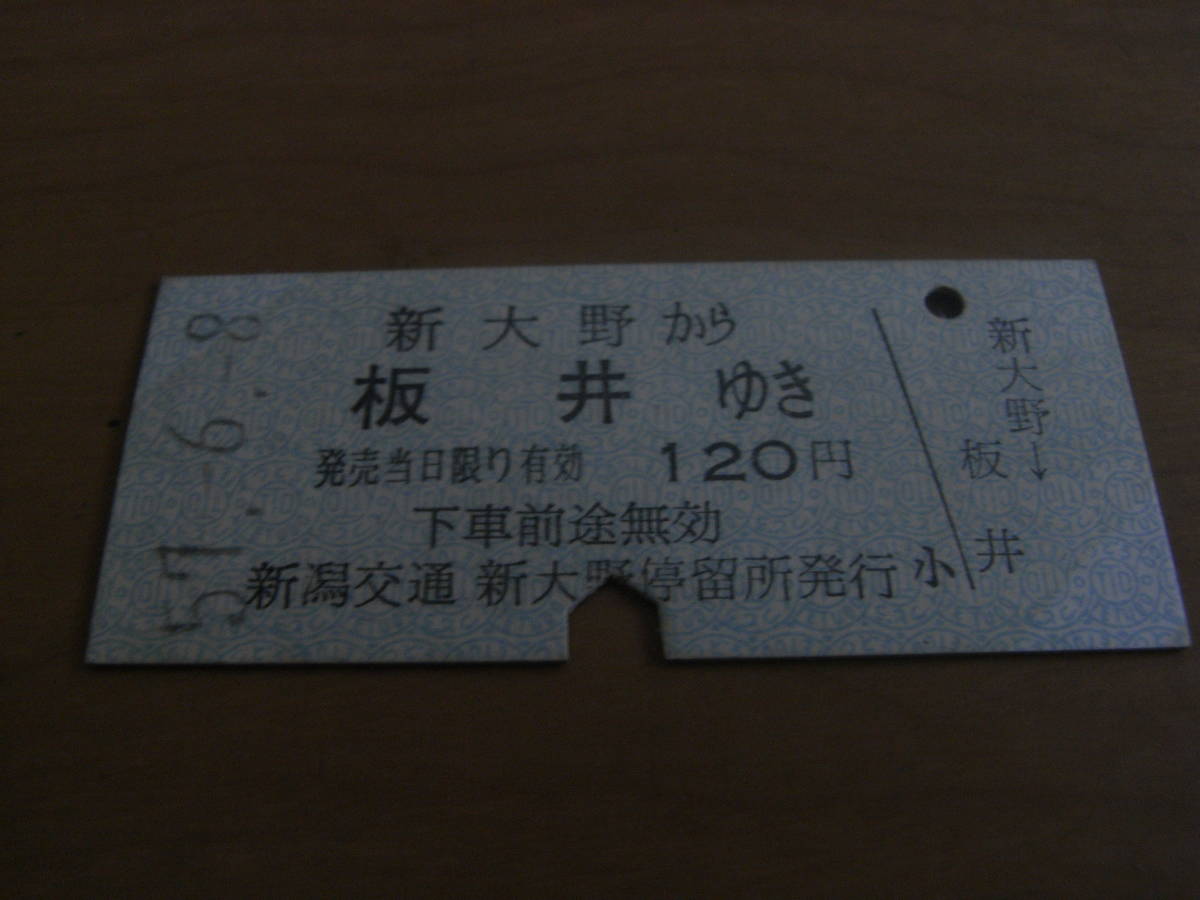 新大野から
板井ゆき
発売当日限り有効 120円
下車前途無効
新潟交通 新大野停留所発行 小
新大野→
板井
57.-6.-8